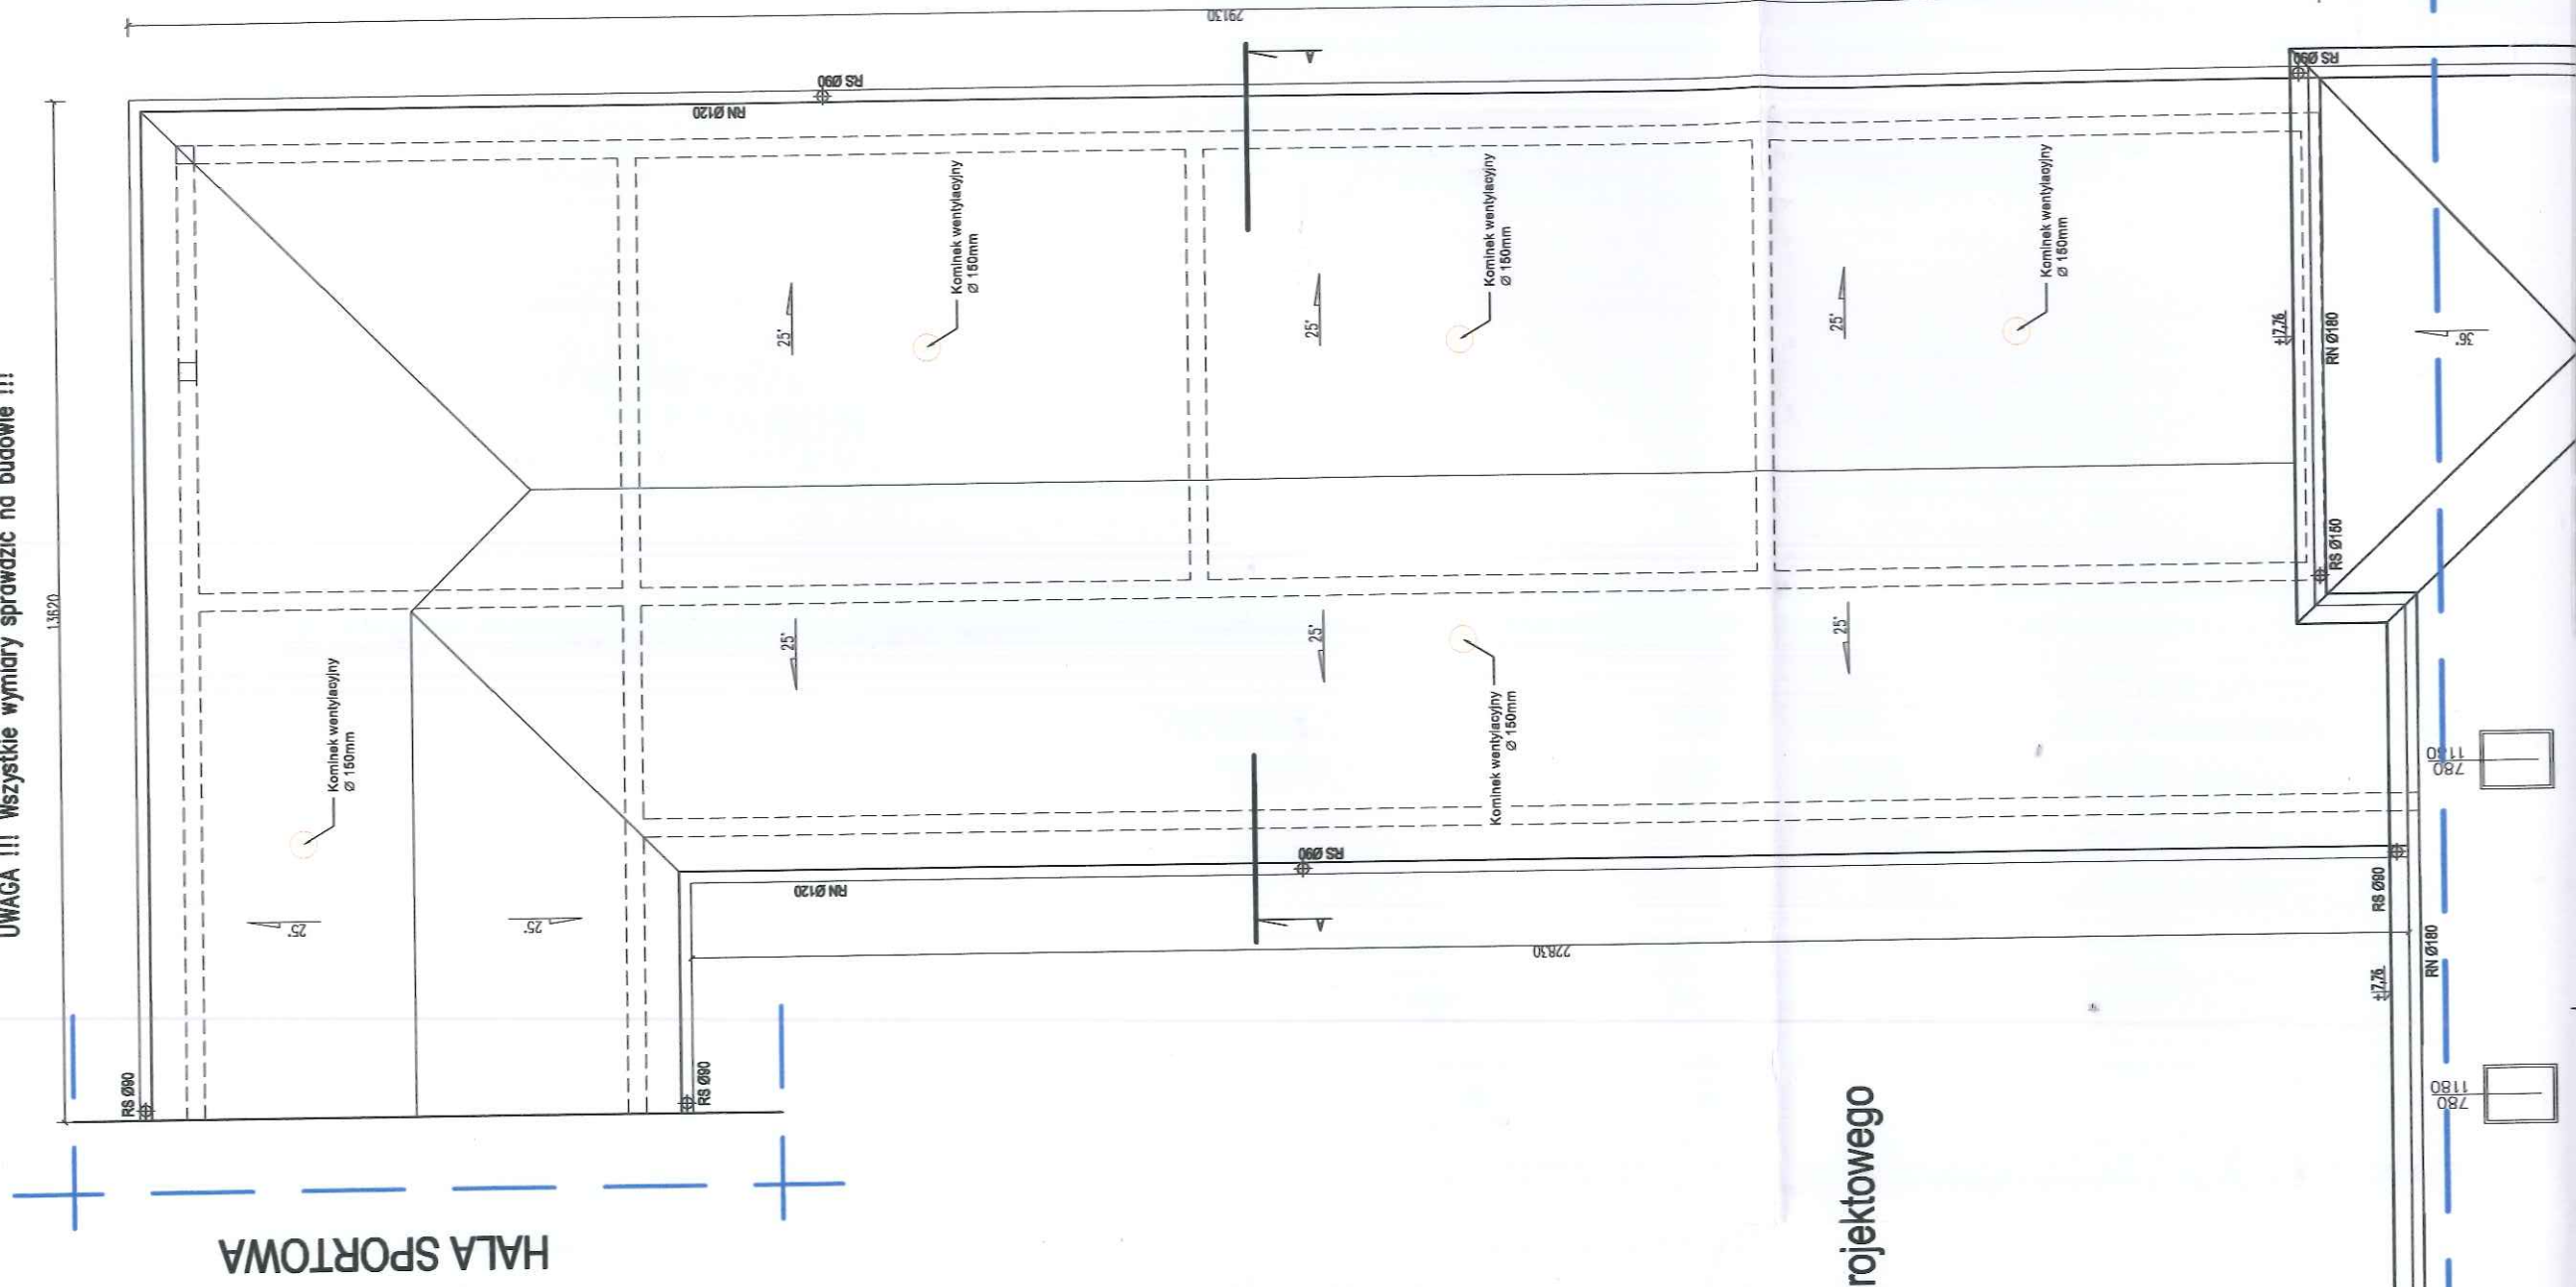 UWAGA !!! Wszystkie wymiary sprawdzić na budowie !!!
29130
13620
RS Ø90
RN Ø120
A
RS Ø90
Kominek wentylacyjny
Ø 150mm
Kominek wentylacyjny
Ø 150mm
Kominek wentylacyjny
Ø 150mm
25°
25°
25°
±17,76
RN Ø180
36°
RS Ø150
25°
25°
25°
Kominek wentylacyjny
Ø 150mm
Kominek wentylacyjny
Ø 150mm
780
1180
RS Ø90
RN Ø120
RS Ø90
25°
25°
A
22830
RN Ø180
±17,76
RS Ø90
RS Ø90
780
1180
HALA SPORTOWA
rojektowego